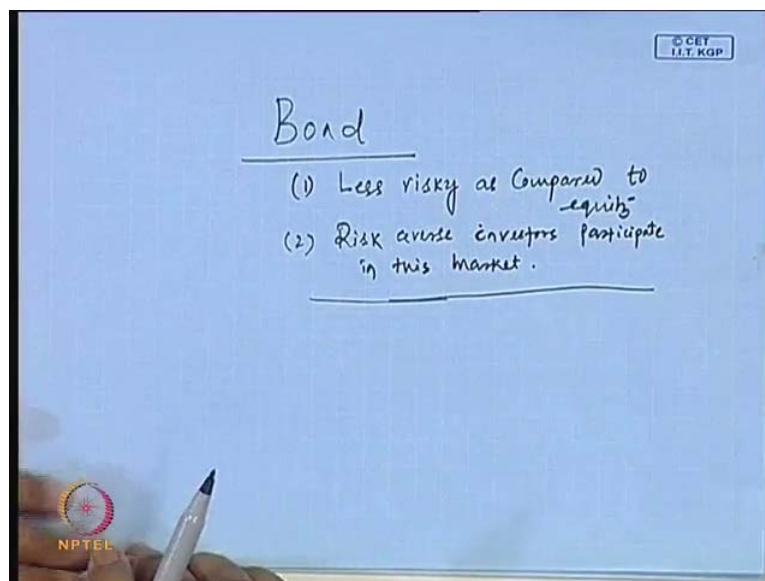 © CET
I.I.T. KGP
Bond
(1) Less risky as Compared to
equity
(2) Risk averse investors participate
in this market.
NPTEL